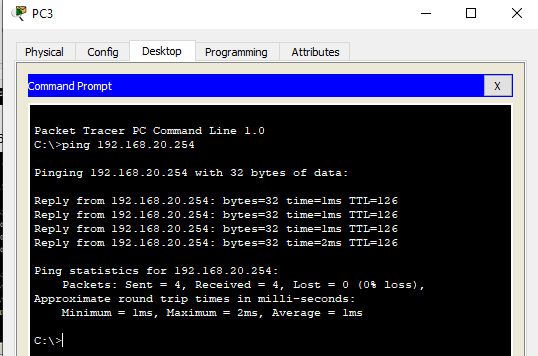 PC3
Physical Config Desktop Programming Attributes
Command Prompt X
Packet Tracer PC Command Line 1.0
C:\>ping 192.168.20.254
Pinging 192.168.20.254 with 32 bytes of data:
Reply from 192.168.20.254: bytes=32 time=1ms TTL=126
Reply from 192.168.20.254: bytes=32 time=1ms TTL=126
Reply from 192.168.20.254: bytes=32 time=1ms TTL=126
Reply from 192.168.20.254: bytes=32 time=2ms TTL=126
Ping statistics for 192.168.20.254:
Packets: Sent = 4, Received = 4, Lost = 0 (0% loss),
Approximate round trip times in milli-seconds:
Minimum = 1ms, Maximum = 2ms, Average = 1ms
C:\>